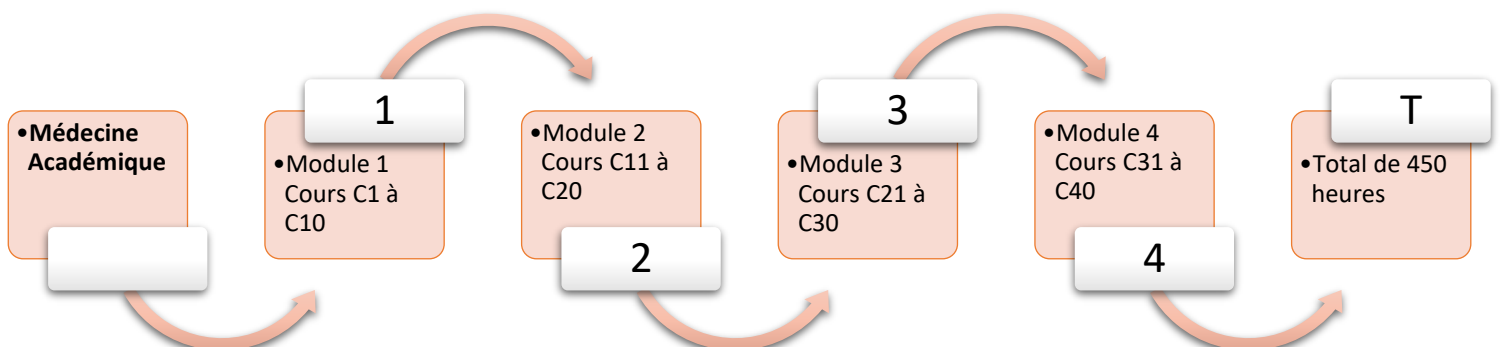 •Médecine
Académique
1
•Module 1
Cours C1 à
C10
•Module 2
Cours C11 à
C20
2
3
•Module 3
Cours C21 à
C30
•Module 4
Cours C31 à
C40
4
T
•Total de 450
heures